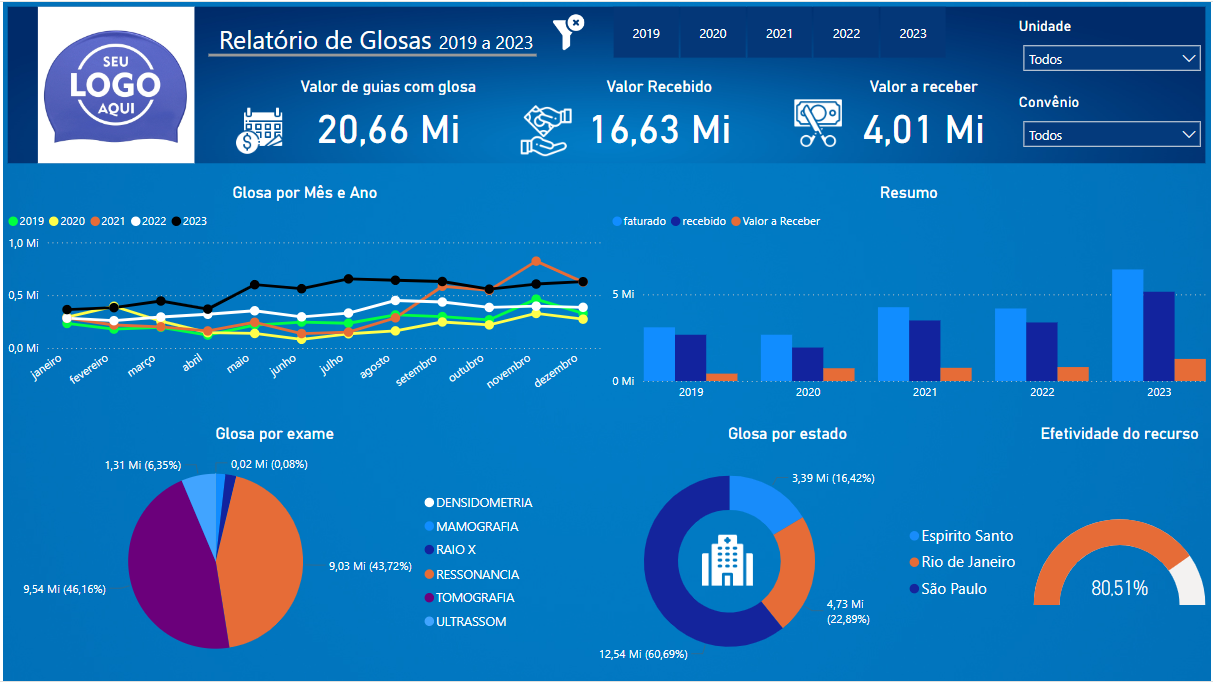 SEU
LOGO
AQUI
Relatório de Glosas 2019 a 2023
2019 2020 2021 2022 2023
Unidade
Todos
Convênio
Todos
Valor de guias com glosa
20,66 Mi
Valor Recebido
16,63 Mi
Valor a receber
4,01 Mi
Glosa por Mês e Ano
2019 2020 2021 2022 2023
1,0 Mi
0,5 Mi
0,0 Mi
janeiro fevereiro março abril maio junho julho agosto setembro outubro novembro dezembro
Resumo
faturado recebido Valor a Receber
5 Mi
0 Mi
2019 2020 2021 2022 2023
Glosa por exame
1,31 Mi (6,35%)
0,02 Mi (0,08%)
9,03 Mi (43,72%)
9,54 Mi (46,16%)
DENSIDOMETRIA
MAMOGRAFIA
RAIO X
RESSONANCIA
TOMOGRAFIA
ULTRASSOM
Glosa por estado
3,39 Mi (16,42%)
4,73 Mi
(22,89%)
12,54 Mi (60,69%)
Espirito Santo
Rio de Janeiro
São Paulo
Efetividade do recurso
80,51%